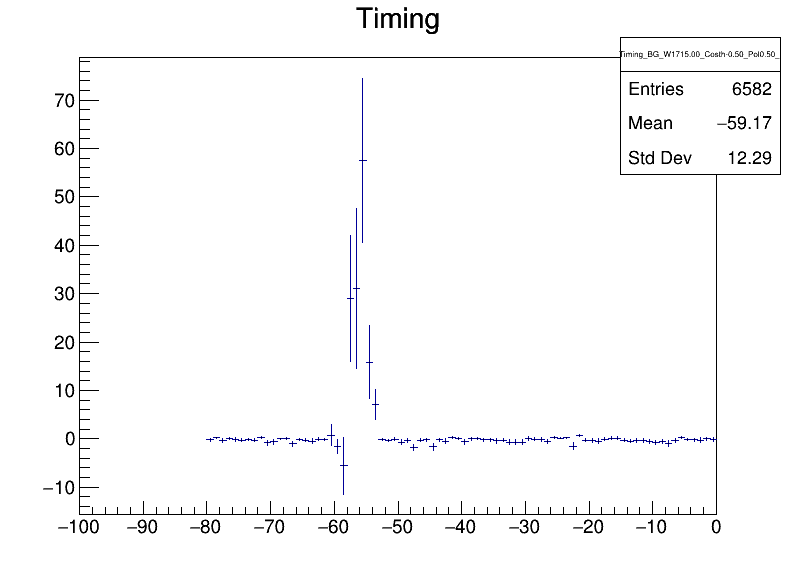 Timing
Timing_BG_W1715.00_Costh-0.50_Pol0.50_
Entries 6582
Mean −59.17
Std Dev 12.29
70
60
50
40
30
20
10
0
−10
−100 −90 −80 −70 −60 −50 −40 −30 −20 −10 0